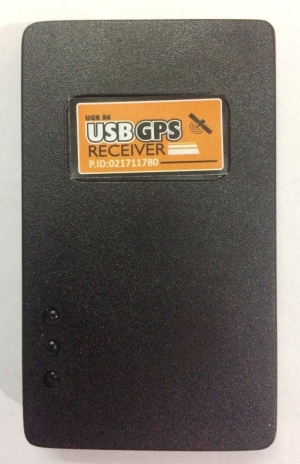 UGR 86
USB GPS
RECEIVER
P.ID:021711780